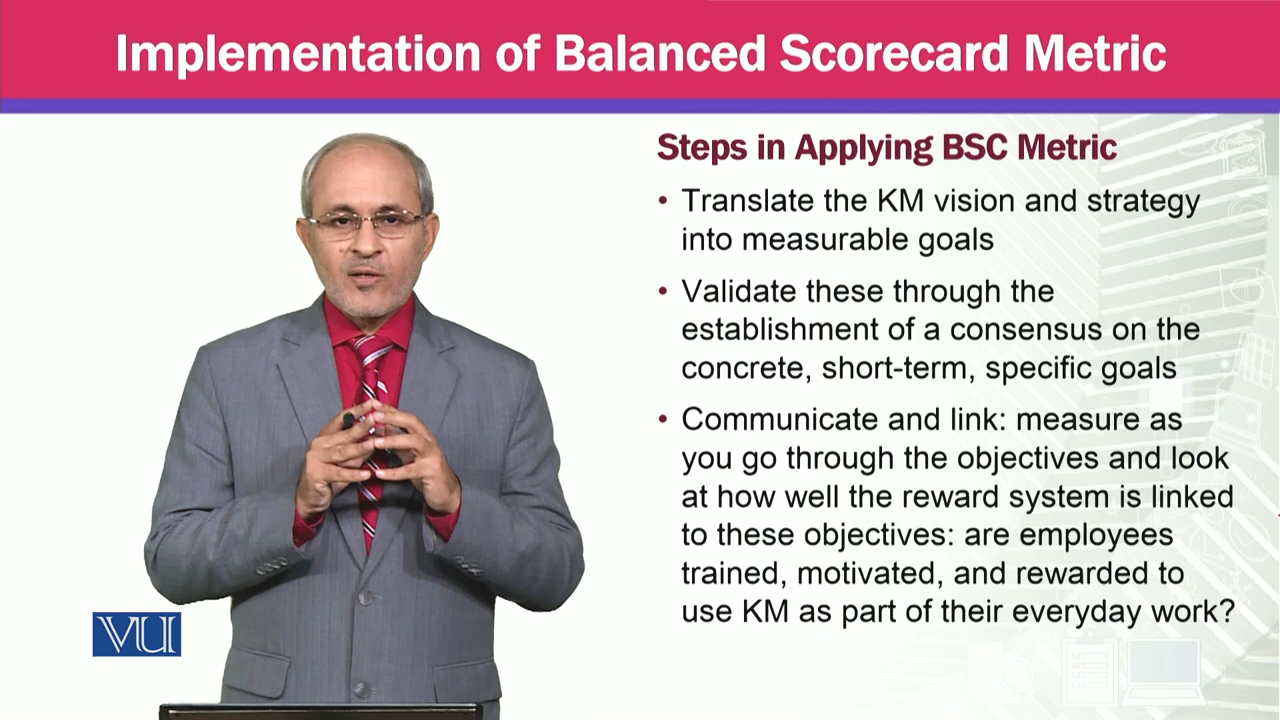 Implementation of Balanced Scorecard Metric
Steps in Applying BSC Metric
• Translate the KM vision and strategy
into measurable goals
• Validate these through the
establishment of a consensus on the
concrete, short-term, specific goals
• Communicate and link: measure as
you go through the objectives and look
at how well the reward system is linked
to these objectives: are employees
trained, motivated, and rewarded to
use KM as part of their everyday work?
VU